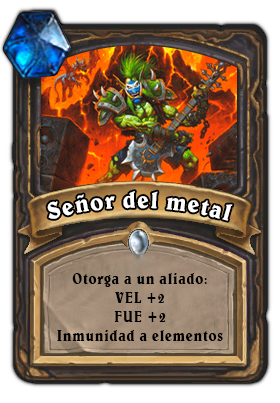 Señor del metal
Otorga a un aliado:
VEL +2
FUE +2
Inmunidad a elementos